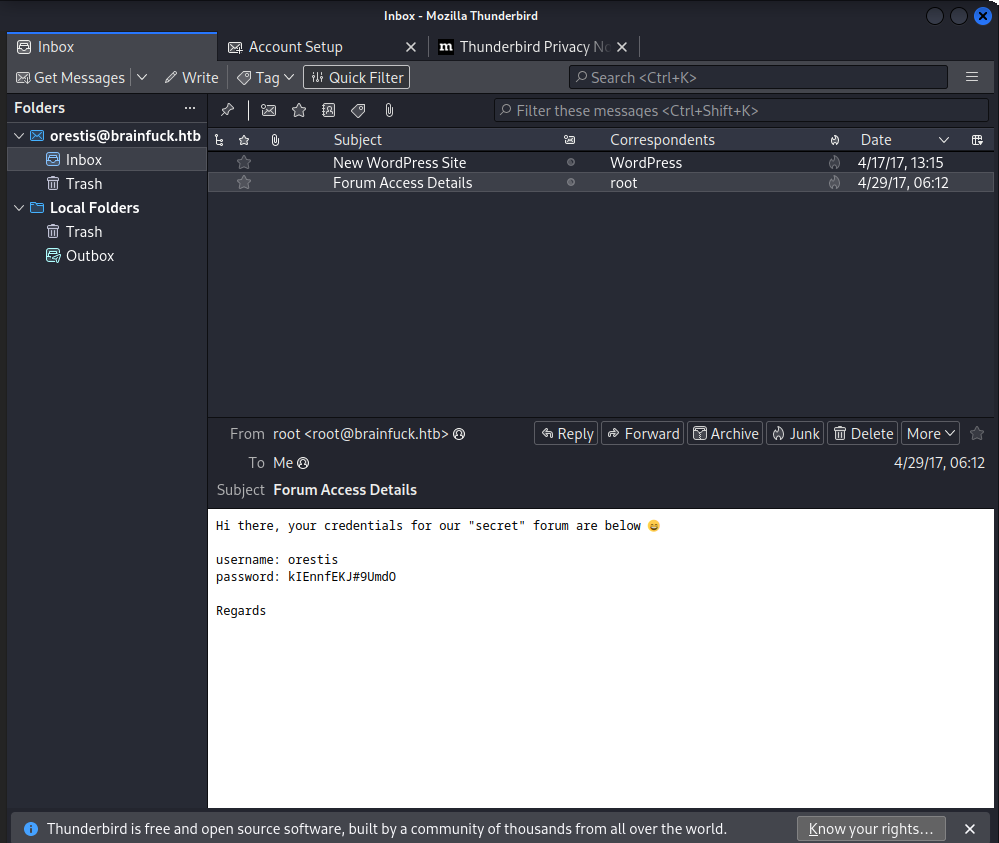 Inbox - Mozilla Thunderbird
Inbox
Account Setup
Thunderbird Privacy No
Get Messages
Write
Tag
Quick Filter
Search <Ctrl+K>
Folders
Filter these messages <Ctrl+Shift+K>
orestis@brainfuck.htb
Inbox
Trash
Local Folders
Trash
Outbox
Subject Correspondents Date
New WordPress Site WordPress 4/17/17, 13:15
Forum Access Details root 4/29/17, 06:12
From root <root@brainfuck.htb>
Reply
Forward
Archive
Junk
Delete
More
To Me
4/29/17, 06:12
Subject Forum Access Details
Hi there, your credentials for our "secret" forum are below 😄
username: orestis
password: kIEnnfEKJ#9UmdO
Regards
Thunderbird is free and open source software, built by a community of thousands from all over the world.
Know your rights…